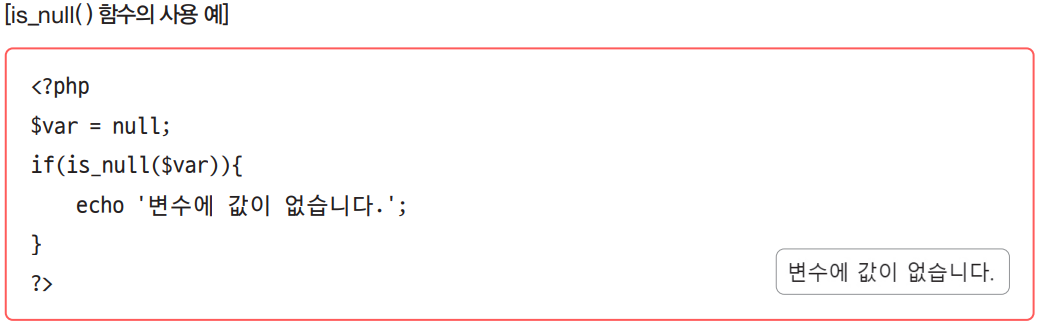 [is_null( ) 함수의 사용 예]
<?php
$var = null;
if(is_null($var)){
    echo '변수에 값이 없습니다.';
}
?>
변수에 값이 없습니다.